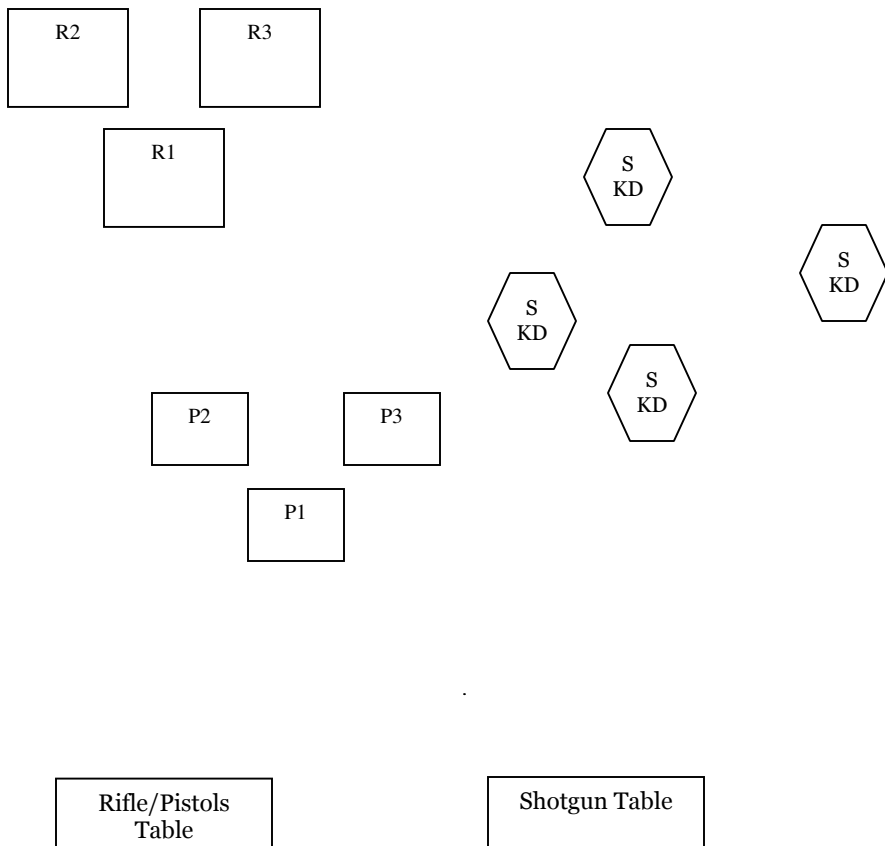 R2
R3
R1
S
KD
S
KD
S
KD
S
KD
P2
P3
P1
.
Rifle/Pistols
Table
Shotgun Table